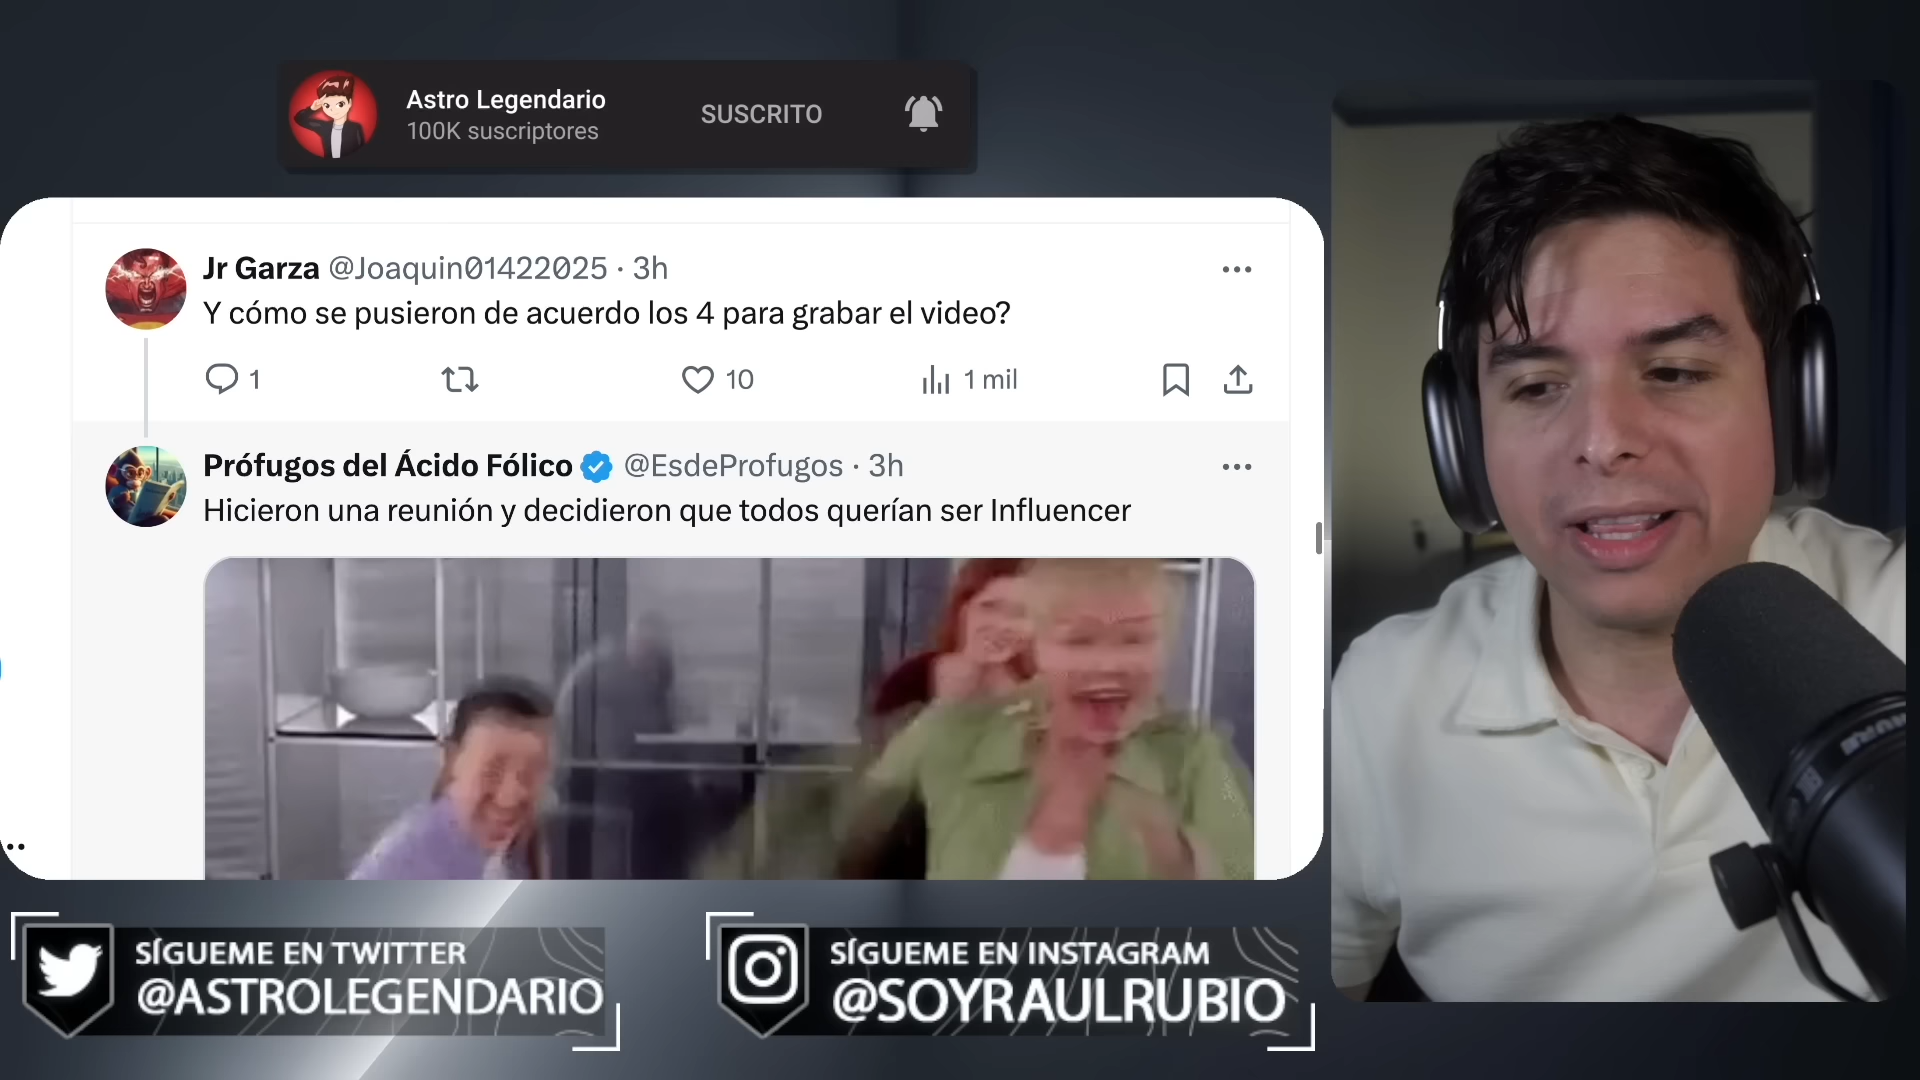 Astro Legendario
100K suscriptores
SUSCRITO
Jr Garza @Joaquin01422025 · 3h
Y cómo se pusieron de acuerdo los 4 para grabar el video?
1
10
1 mil
Prófugos del Ácido Fólico @EsdeProfugos · 3h
Hicieron una reunión y decidieron que todos querían ser Influencer
SÍGUEME EN TWITTER
@ASTROLEGENDARIO
SÍGUEME EN INSTAGRAM
@SOYRAULRUBIO